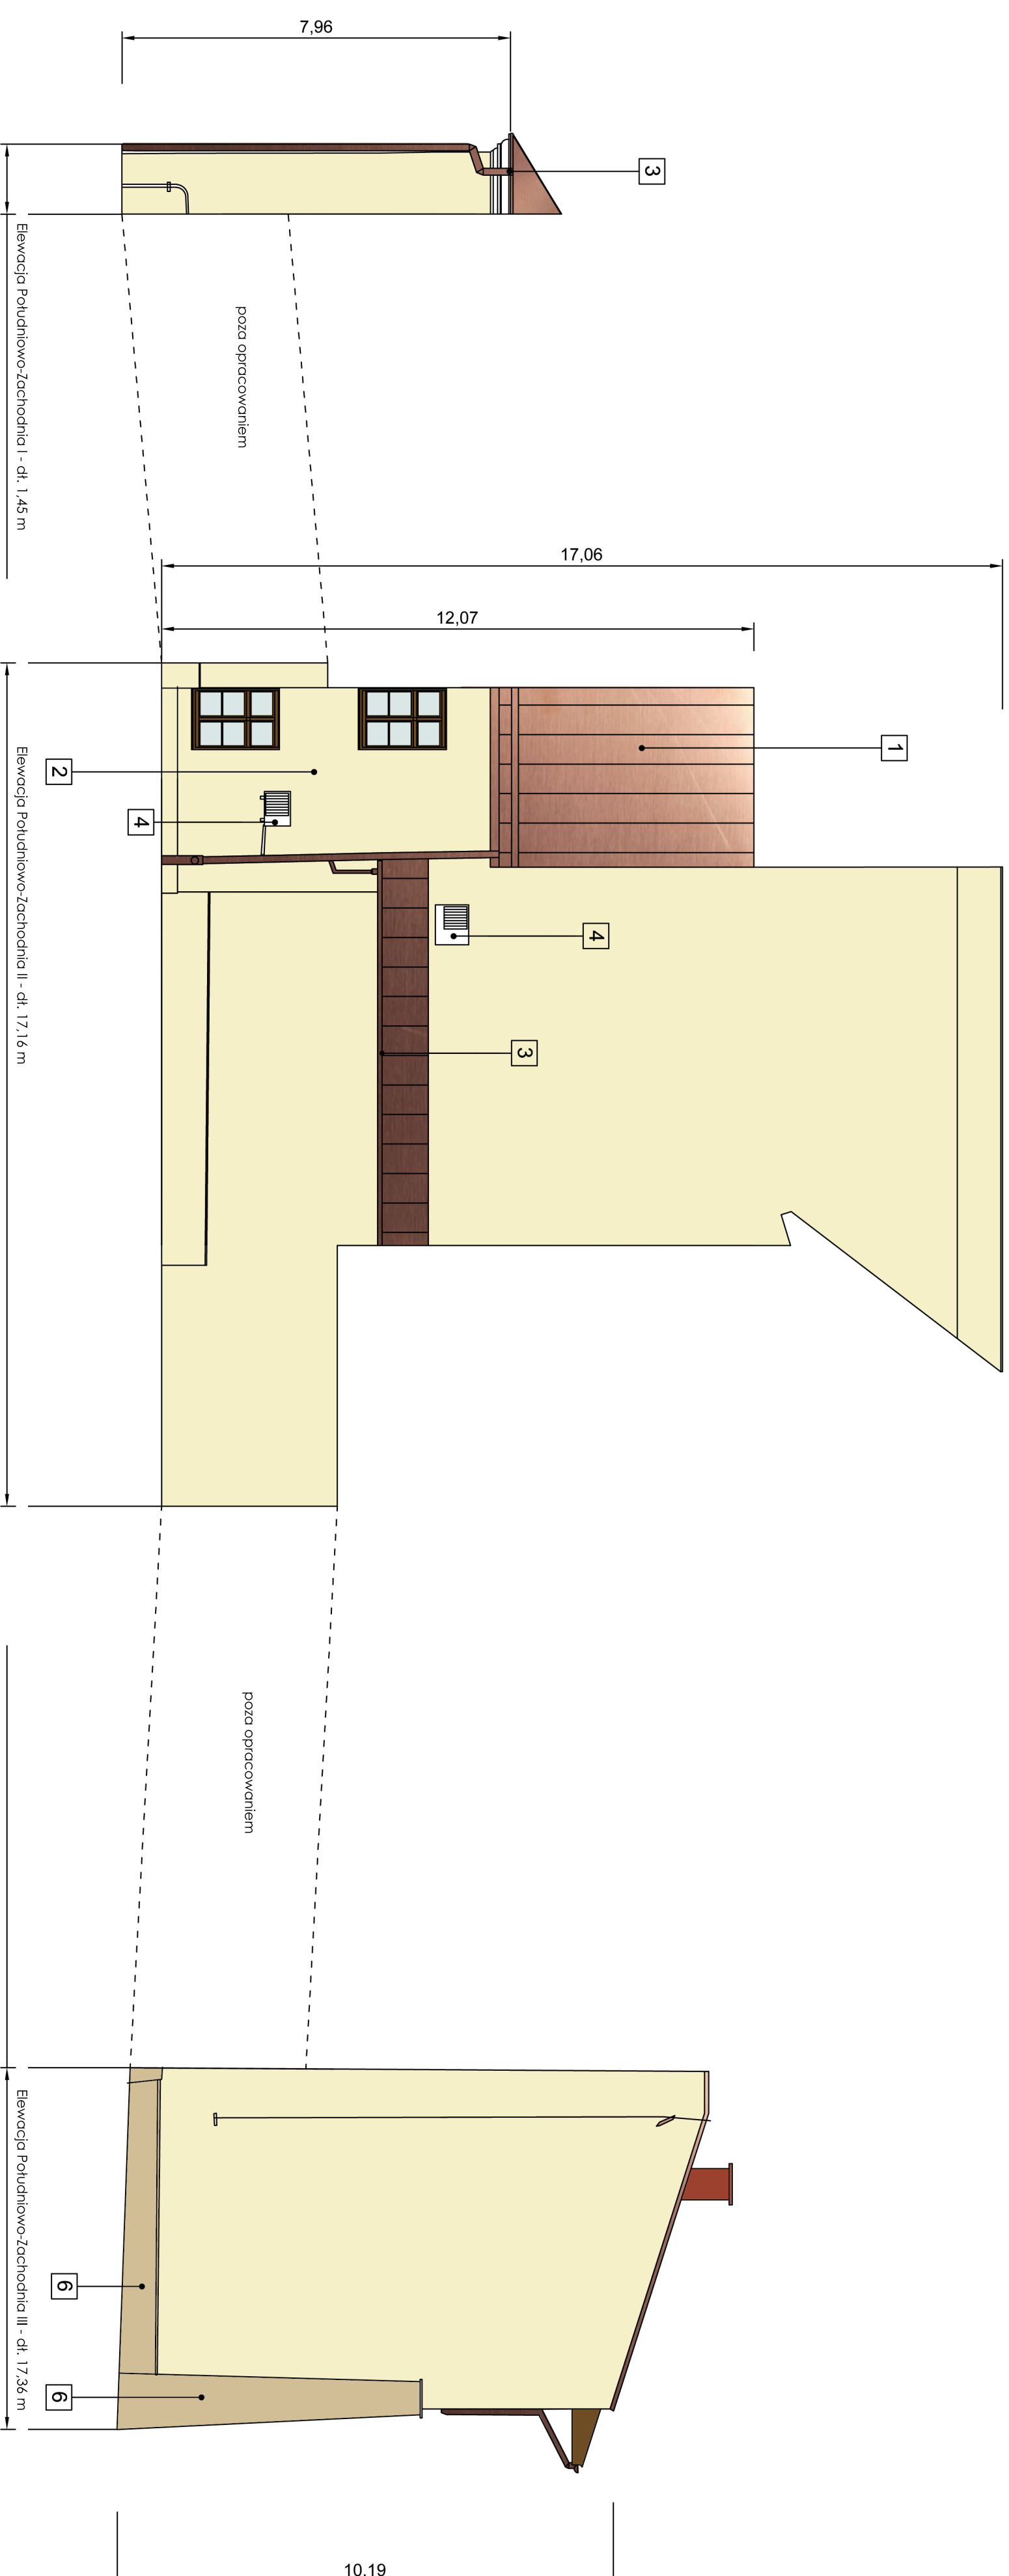 7,96
3
Elewacja Południowo-Zachodnia I - dł. 1,45 m
poza opracowaniem
17,06
12,07
1
2
4
4
3
Elewacja Południowo-Zachodnia II - dł. 17,16 m
poza opracowaniem
6
6
Elewacja Południowo-Zachodnia III - dł. 17,36 m
10,19